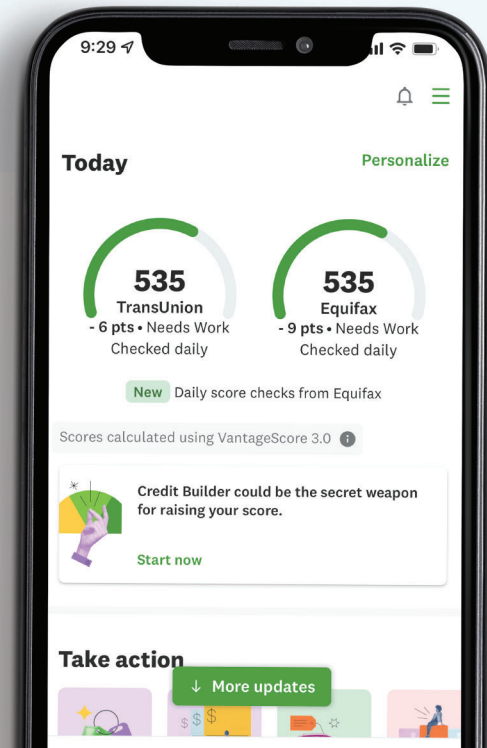 9:29
Today
Personalize
535
TransUnion
- 6 pts • Needs Work
Checked daily
535
Equifax
- 9 pts • Needs Work
Checked daily
New Daily score checks from Equifax
Scores calculated using VantageScore 3.0
Credit Builder could be the secret weapon
for raising your score.
Start now
Take action
↓ More updates
$ $ $